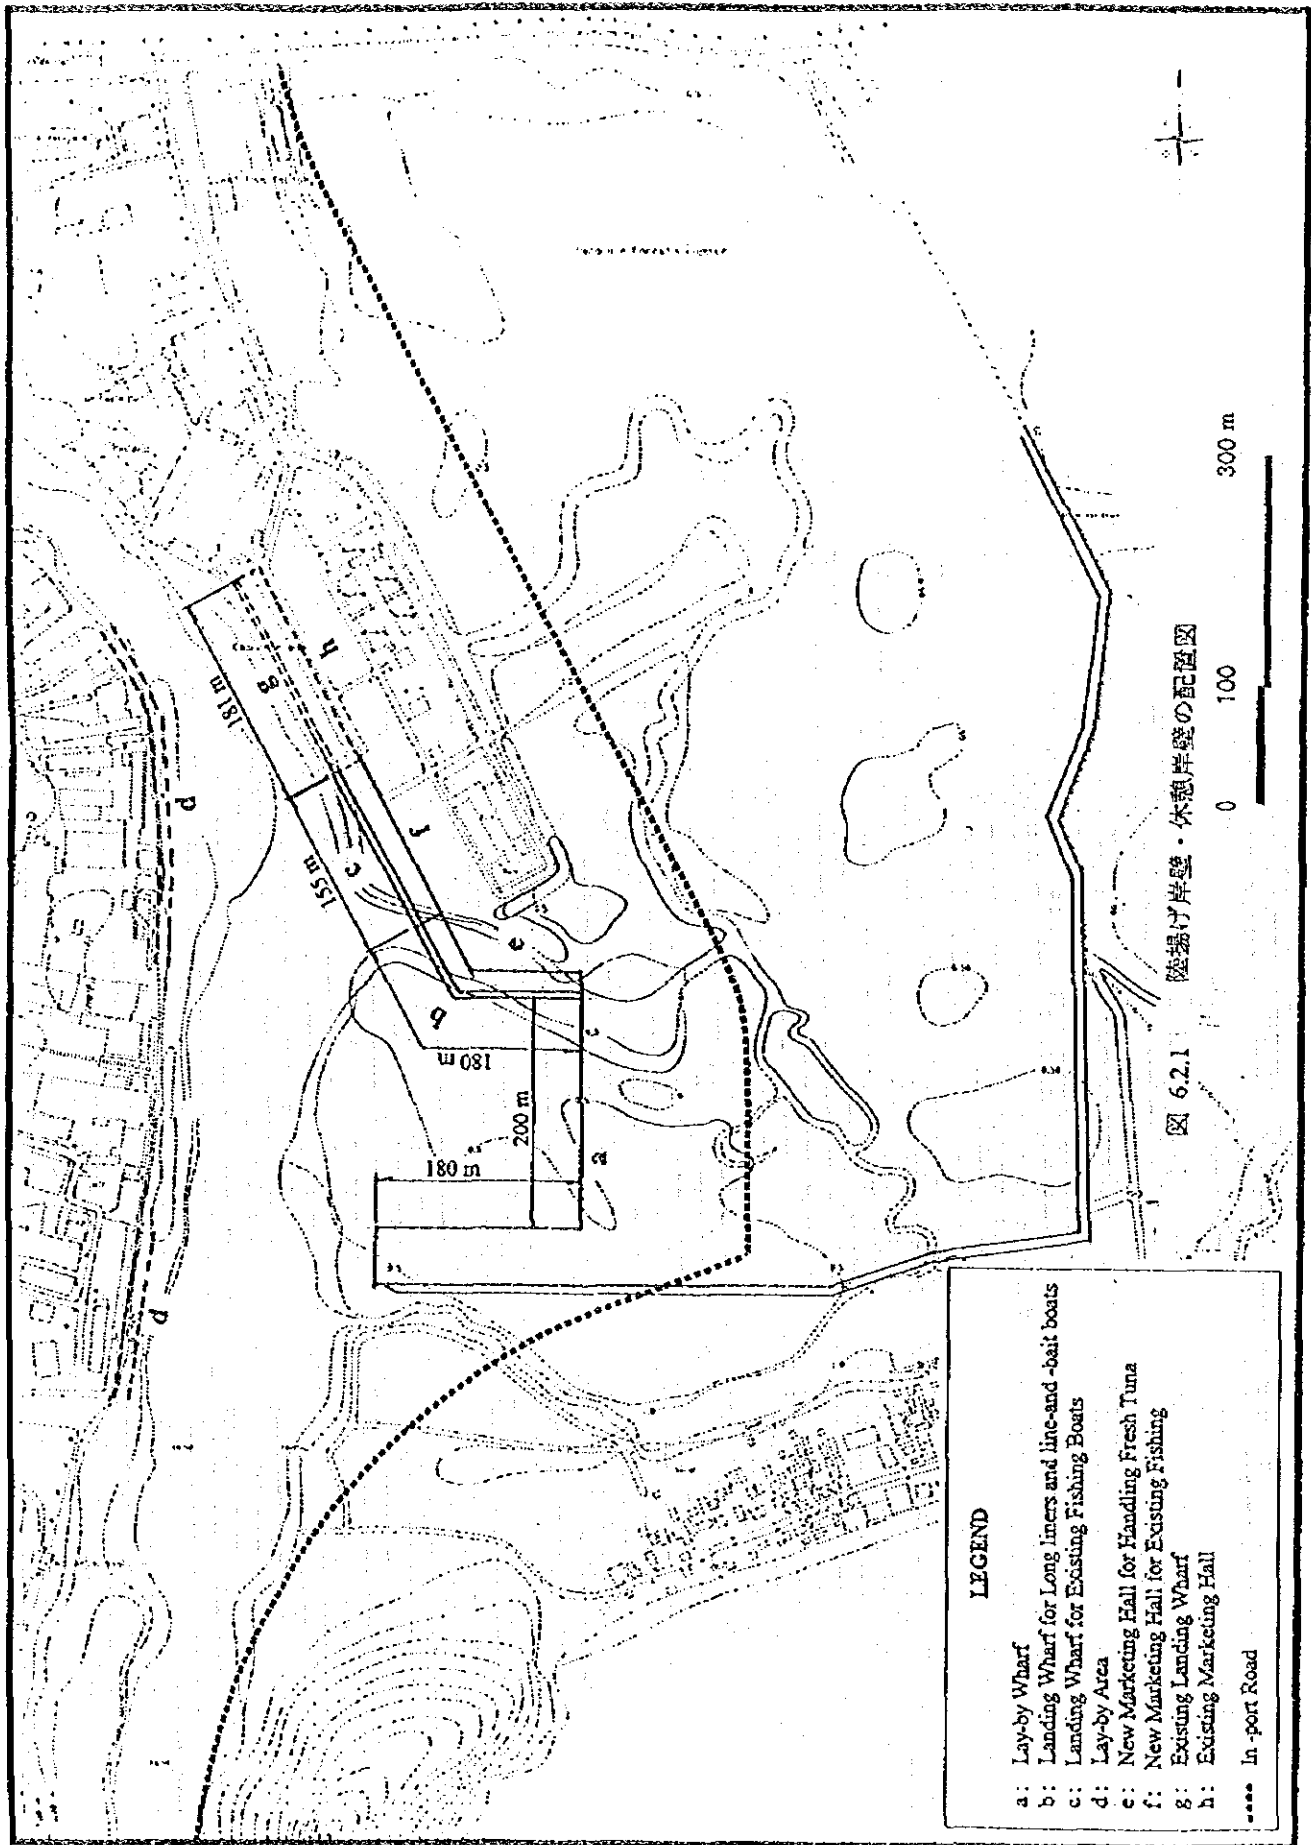 181 m
155 m
180 m
200 m
180 m
a
b
c
d
d
e
f
g
h
LEGEND
a : Lay-by Wharf
b : Landing Wharf for Long liners and line-and -bait boats
c : Landing Wharf for Existing Fishing Boats
d : Lay-by Area
e : New Marketing Hall for Handling Fresh Tuna
f : New Marketing Hall for Existing Fishing
g : Existing Landing Wharf
h : Existing Marketing Hall
In -port Road
0 100 300 m
図 6.2.1 陸揚げ岸壁・休憩岸壁の配置図